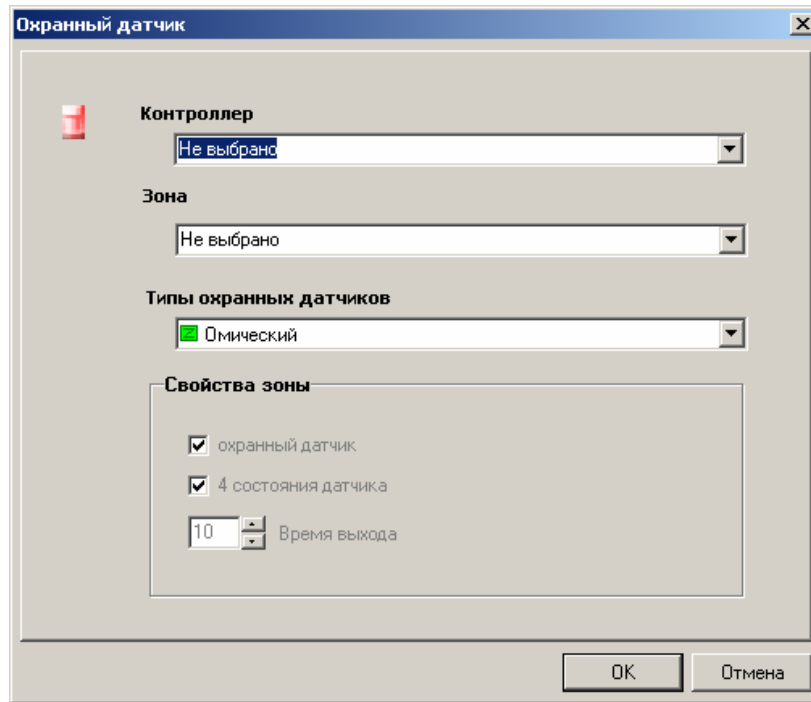 Охранный датчик
Контроллер
Не выбрано
Зона
Не выбрано
Типы охранных датчиков
Омический
Свойства зоны
охранный датчик
4 состояния датчика
10 Время выхода
OK Отмена